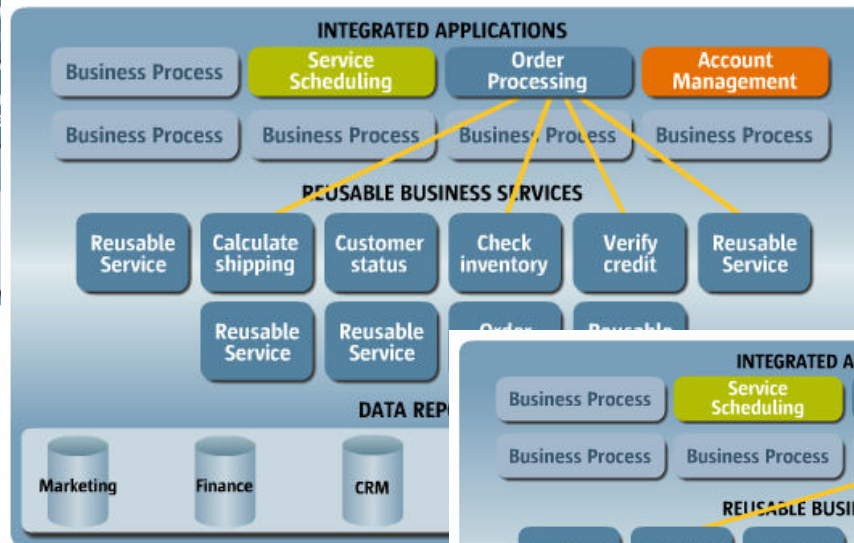 INTEGRATED APPLICATIONS
Business Process
Service
Scheduling
Order
Processing
Account
Management
Business Process
Business Process
Business Process
Business Process
REUSABLE BUSINESS SERVICES
Reusable
Service
Calculate
shipping
Customer
status
Check
inventory
Verify
credit
Reusable
Service
Reusable
Service
Reusable
Service
Order
Reusable
DATA REP
Marketing
Finance
CRM
INTEGRATED A
Business Process
Service
Scheduling
Business Process
Business Process
REUSABLE BUSI